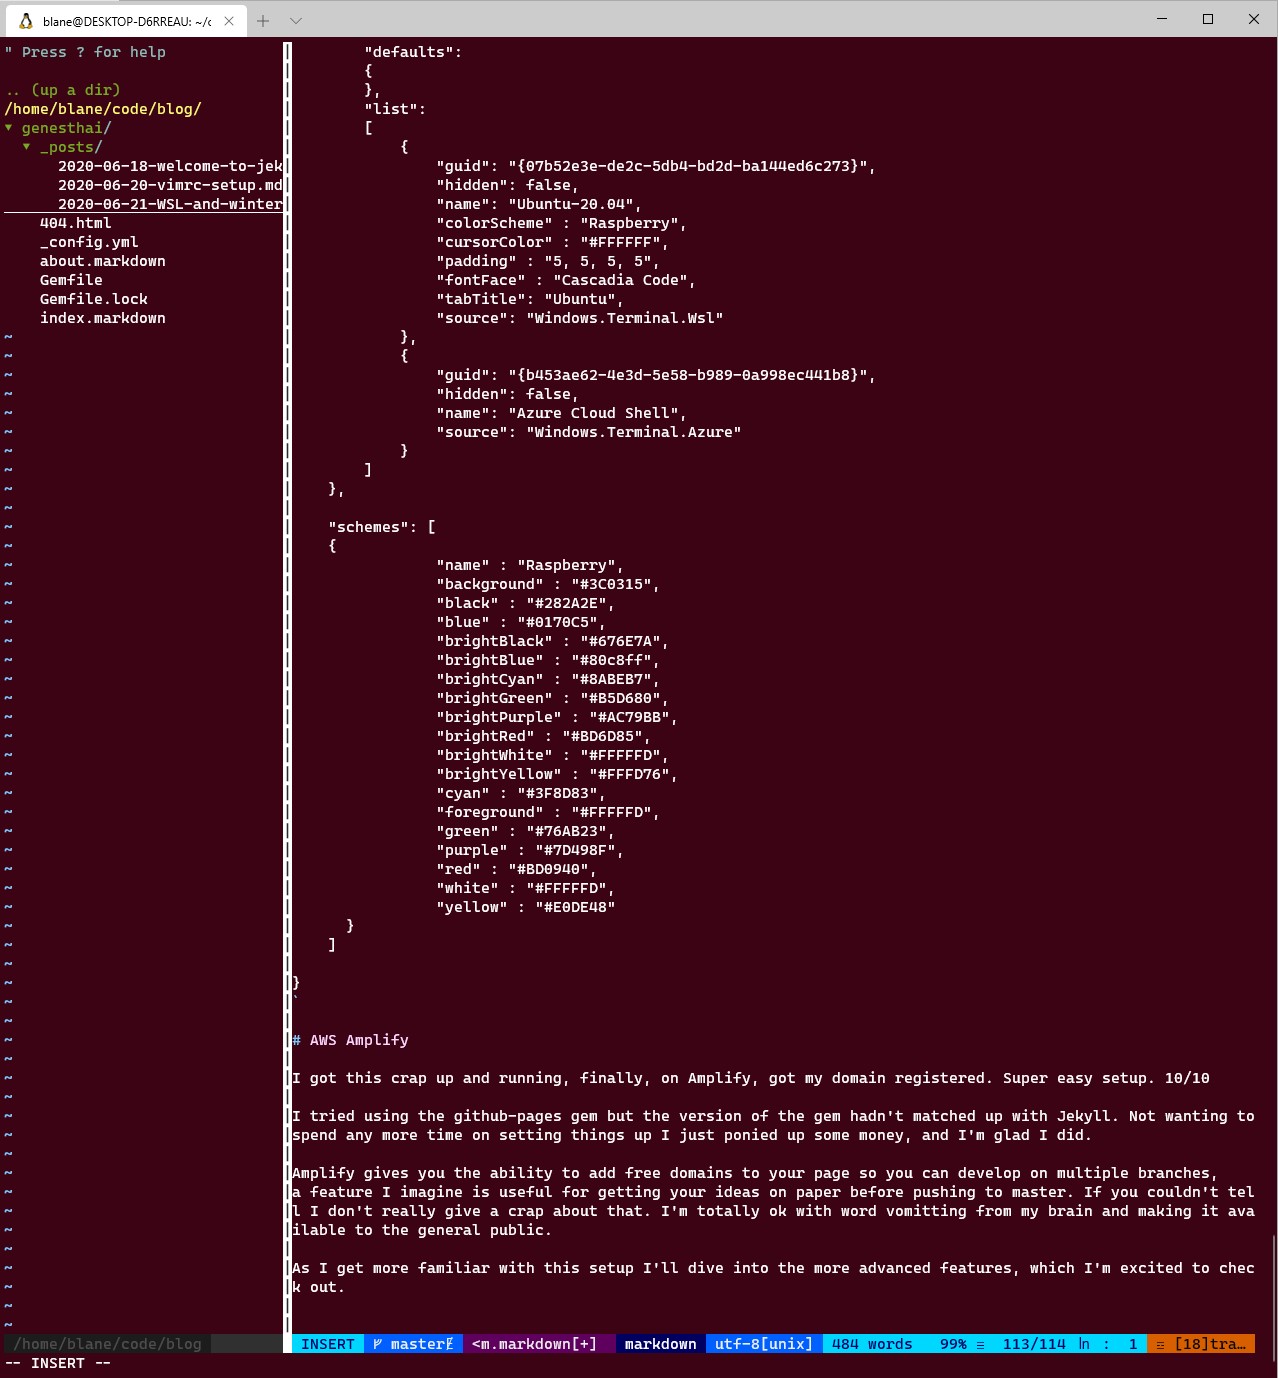 blane@DESKTOP-D6RREAU: ~/c
" Press ? for help
.. (up a dir)
/home/blane/code/blog/
▾ genesthai/
▾ _posts/
2020-06-18-welcome-to-jek
2020-06-20-vimrc-setup.md
2020-06-21-WSL-and-winter
404.html
_config.yml
about.markdown
Gemfile
Gemfile.lock
index.markdown
"defaults":
{
},
"list":
[
{
"guid": "{07b52e3e-de2c-5db4-bd2d-ba144ed6c273}",
"hidden": false,
"name": "Ubuntu-20.04",
"colorScheme" : "Raspberry",
"cursorColor" : "#FFFFFF",
"padding" : "5, 5, 5, 5",
"fontFace" : "Cascadia Code",
"tabTitle": "Ubuntu",
"source": "Windows.Terminal.Wsl"
},
{
"guid": "{b453ae62-4e3d-5e58-b989-0a998ec441b8}",
"hidden": false,
"name": "Azure Cloud Shell",
"source": "Windows.Terminal.Azure"
}
]
},
"schemes": [
{
"name" : "Raspberry",
"background" : "#3C0315",
"black" : "#282A2E",
"blue" : "#0170C5",
"brightBlack" : "#676E7A",
"brightBlue" : "#80c8ff",
"brightCyan" : "#8ABEB7",
"brightGreen" : "#B5D680",
"brightPurple" : "#AC79BB",
"brightRed" : "#BD6D85",
"brightWhite" : "#FFFFFD",
"brightYellow" : "#FFFD76",
"cyan" : "#3F8D83",
"foreground" : "#FFFFFD",
"green" : "#76AB23",
"purple" : "#7D498F",
"red" : "#BD0940",
"white" : "#FFFFFD",
"yellow" : "#E0DE48"
}
]
}
`
# AWS Amplify
I got this crap up and running, finally, on Amplify, got my domain registered. Super easy setup. 10/10
I tried using the github-pages gem but the version of the gem hadn't matched up with Jekyll. Not wanting to
spend any more time on setting things up I just ponied up some money, and I'm glad I did.
Amplify gives you the ability to add free domains to your page so you can develop on multiple branches,
a feature I imagine is useful for getting your ideas on paper before pushing to master. If you couldn't tel
l I don't really give a crap about that. I'm totally ok with word vomitting from my brain and making it ava
ilable to the general public.
As I get more familiar with this setup I'll dive into the more advanced features, which I'm excited to chec
k out.
/home/blane/code/blog
INSERT master <m.markdown[+] markdown utf-8[unix] 484 words 99% ≡ 113/114 ln : 1 ☲ [18]tra…
-- INSERT --